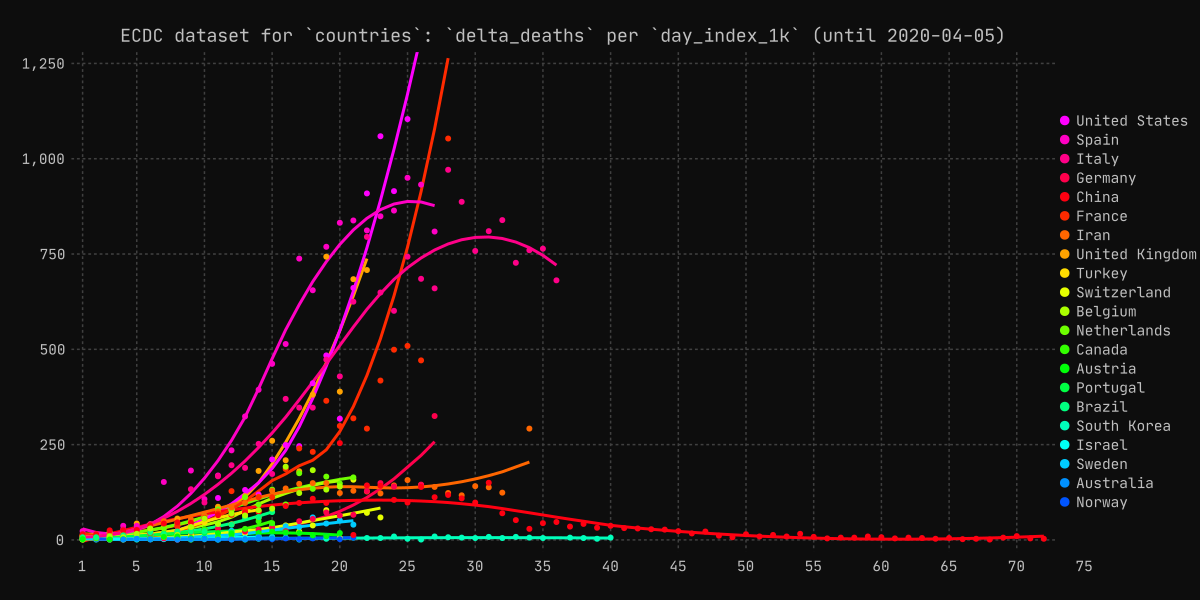 ECDC dataset for `countries`: `delta_deaths` per `day_index_1k` (until 2020-04-05)
1,250
1,000
750
500
250
0
1 5 10 15 20 25 30 35 40 45 50 55 60 65 70 75
United States
Spain
Italy
Germany
China
France
Iran
United Kingdom
Turkey
Switzerland
Belgium
Netherlands
Canada
Austria
Portugal
Brazil
South Korea
Israel
Sweden
Australia
Norway